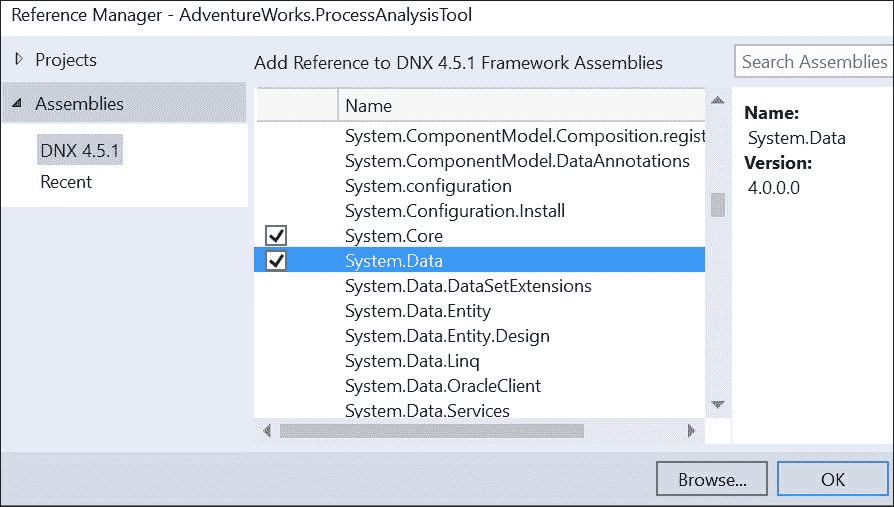 Reference Manager - AdventureWorks.ProcessAnalysisTool
Projects
Assemblies
DNX 4.5.1
Recent
Add Reference to DNX 4.5.1 Framework Assemblies
Name
System.ComponentModel.Composition.regist
System.ComponentModel.DataAnnotations
System.configuration
System.Configuration.Install
System.Core
System.Data
System.Data.DataSetExtensions
System.Data.Entity
System.Data.Entity.Design
System.Data.Linq
System.Data.OracleClient
System.Data.Services
Search Assemblies
Name:
System.Data
Version:
4.0.0.0
Browse...
OK